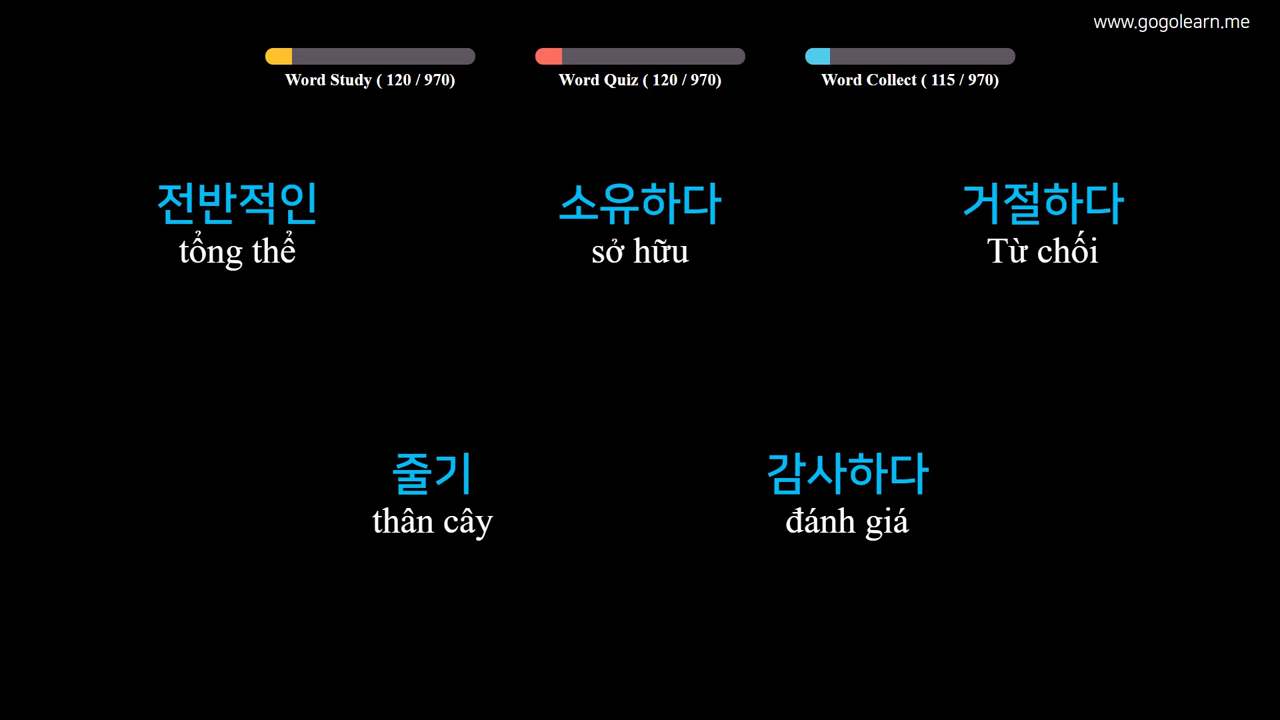 www.gogolearn.me
Word Study ( 120 / 970)
Word Quiz ( 120 / 970)
Word Collect ( 115 / 970)
전반적인
tổng thể
소유하다
sở hữu
거절하다
Từ chối
줄기
thân cây
감사하다
đánh giá